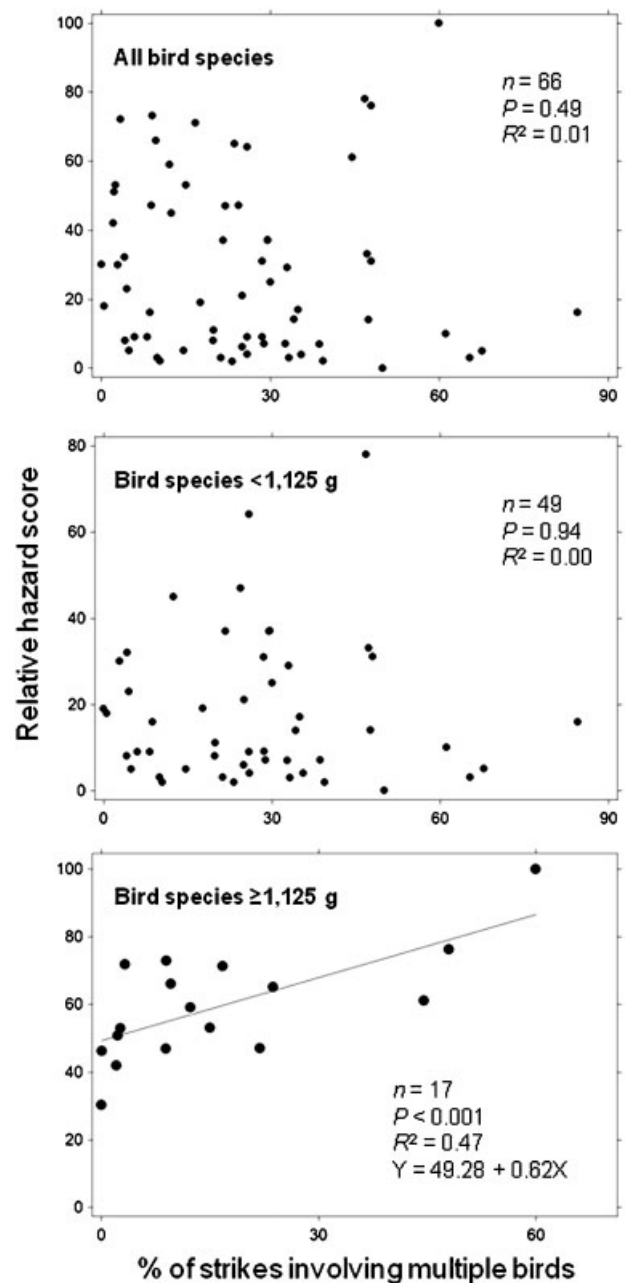 100
80
60
40
20
0
All bird species
n = 66
P = 0.49
R² = 0.01
0 30 60 90
80
60
40
20
0
Bird species <1,125 g
n = 49
P = 0.94
R² = 0.00
0 30 60 90
Relative hazard score
100
80
60
40
20
0
Bird species ≥1,125 g
n = 17
P < 0.001
R² = 0.47
Y = 49.28 + 0.62X
0 30 60
% of strikes involving multiple birds